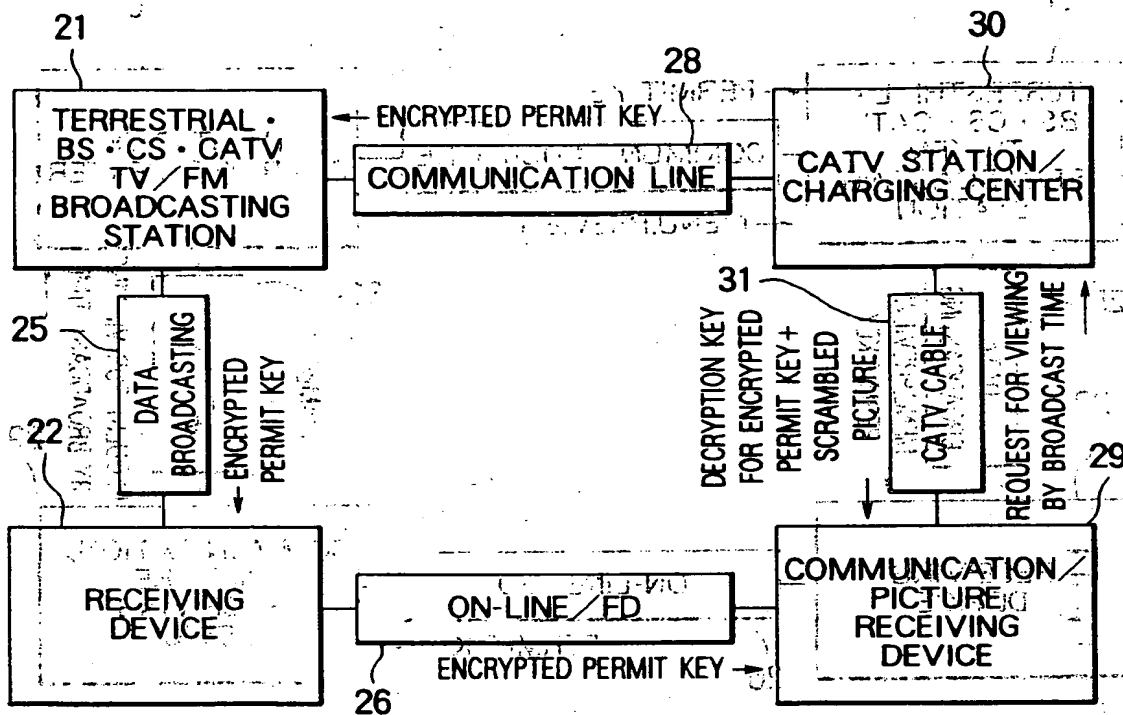 21
30
28
TERRESTRIAL ·
BS · CS · CATV
TV/FM
BROADCASTING
STATION
← ENCRYPTED PERMIT KEY
COMMUNICATION LINE
CATV STATION/
CHARGING CENTER
25
DATA
BROADCASTING
ENCRYPTED
PERMIT KEY
31
DECRYPTION KEY
FOR ENCRYPTED
PERMIT KEY+
SCRAMBLED
PICTURE
CATV CABLE
REQUEST FOR VIEWING
BY BROADCAST TIME
22
29
RECEIVING
DEVICE
ON-LINE/FD
COMMUNICATION/
PICTURE
RECEIVING
DEVICE
26
ENCRYPTED PERMIT KEY →